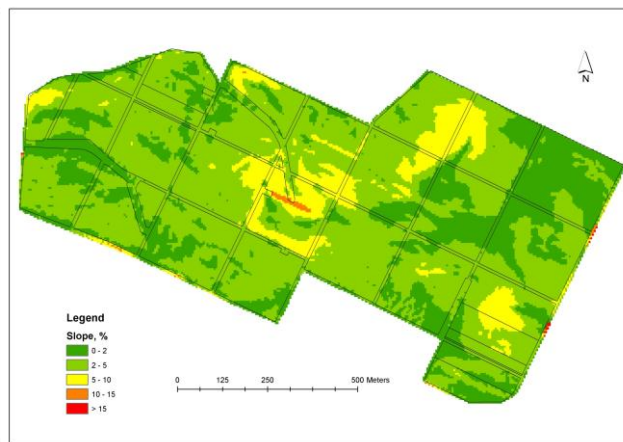 N
Legend
Slope, %
0 - 2
2 - 5
5 - 10
10 - 15
> 15
0 125 250 500 Meters